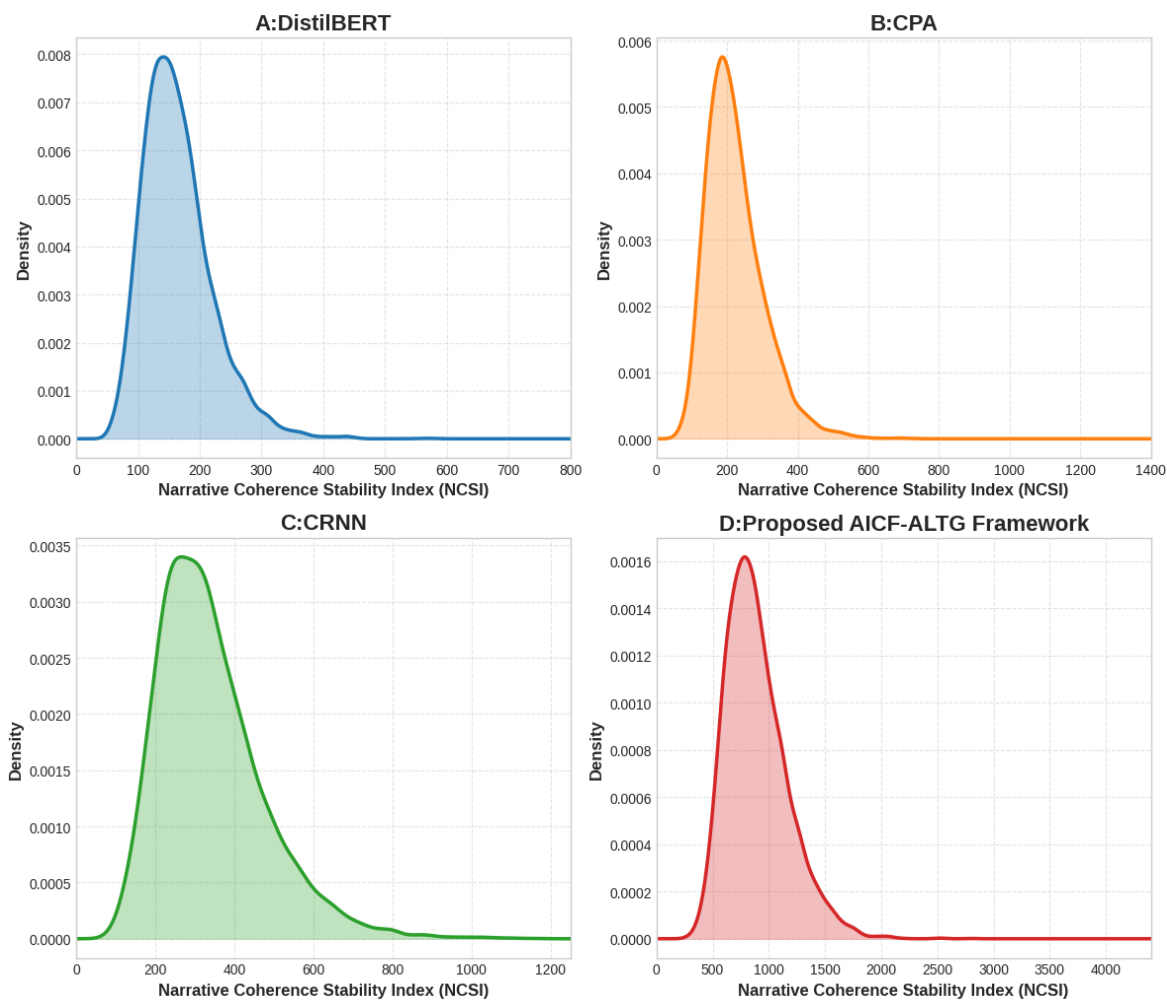 A:DistilBERT
0.008
0.007
0.006
0.005
0.004
0.003
0.002
0.001
0.000
Density
0 100 200 300 400 500 600 700 800
Narrative Coherence Stability Index (NCSI)
B:CPA
0.006
0.005
0.004
0.003
0.002
0.001
0.000
Density
0 200 400 600 800 1000 1200 1400
Narrative Coherence Stability Index (NCSI)
C:CRNN
0.0035
0.0030
0.0025
0.0020
0.0015
0.0010
0.0005
0.0000
Density
0 200 400 600 800 1000 1200
Narrative Coherence Stability Index (NCSI)
D:Proposed AICF-ALTG Framework
0.0016
0.0014
0.0012
0.0010
0.0008
0.0006
0.0004
0.0002
0.0000
Density
0 500 1000 1500 2000 2500 3000 3500 4000
Narrative Coherence Stability Index (NCSI)